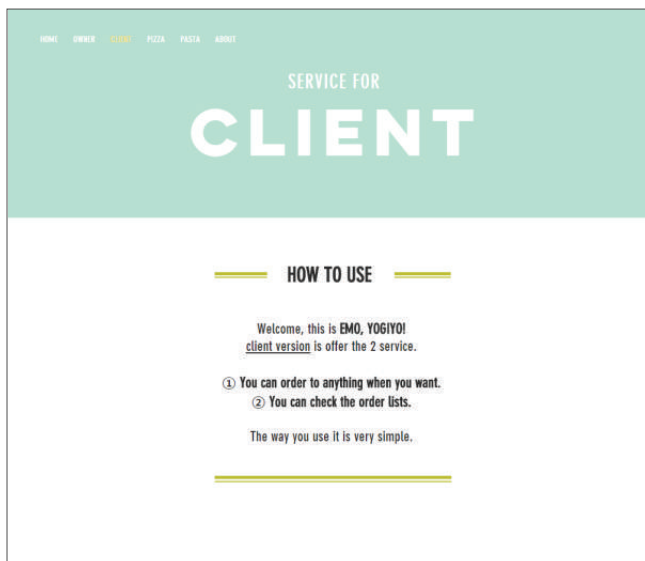 HOME OWNER CLIENT PIZZA PASTA ABOUT
SERVICE FOR
CLIENT
HOW TO USE
Welcome, this is EMO, YOGIYO!
client version is offer the 2 service.
① You can order to anything when you want.
② You can check the order lists.
The way you use it is very simple.